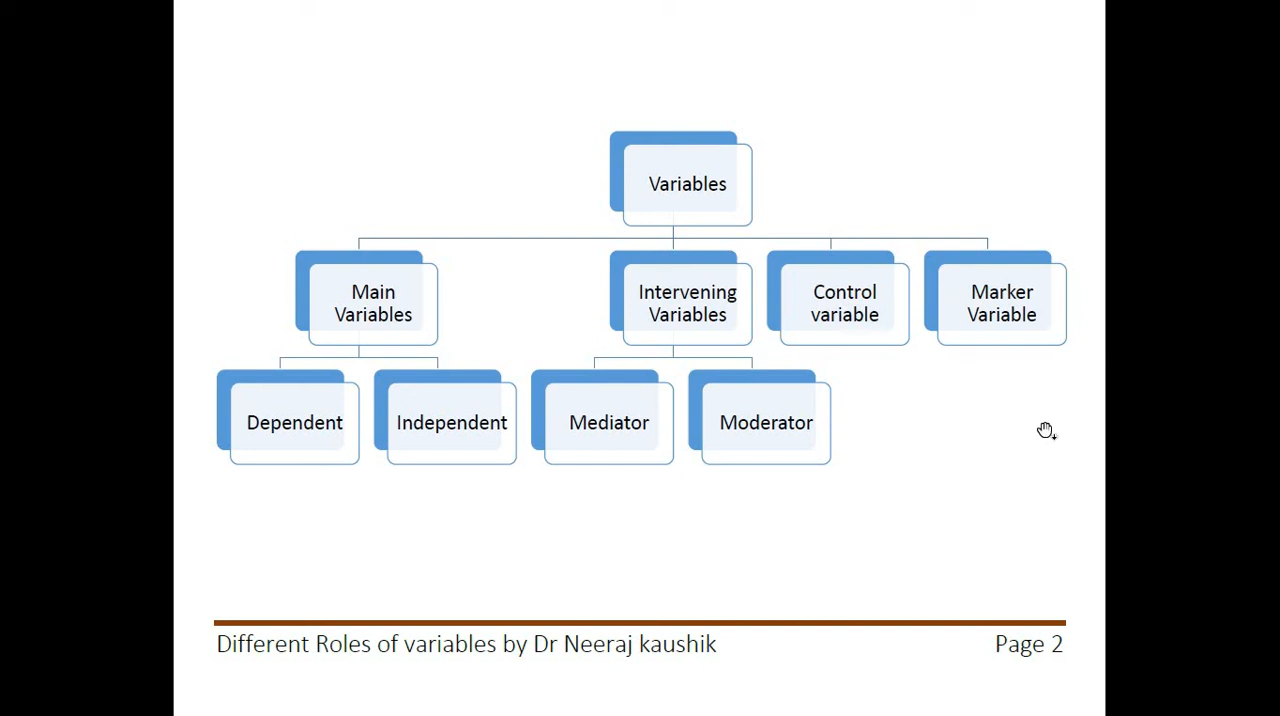 Variables
Main
Variables
Intervening
Variables
Control
variable
Marker
Variable
Dependent
Independent
Mediator
Moderator
Different Roles of variables by Dr Neeraj kaushik
Page 2